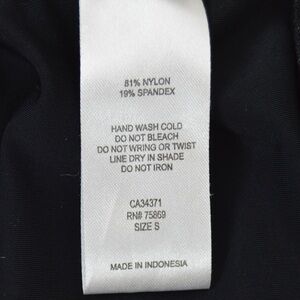 81% NYLON
19% SPANDEX
HAND WASH COLD
DO NOT BLEACH
DO NOT WRING OR TWIST
LINE DRY IN SHADE
DO NOT IRON
CA34371
RN# 75869
SIZE S
MADE IN INDONESIA